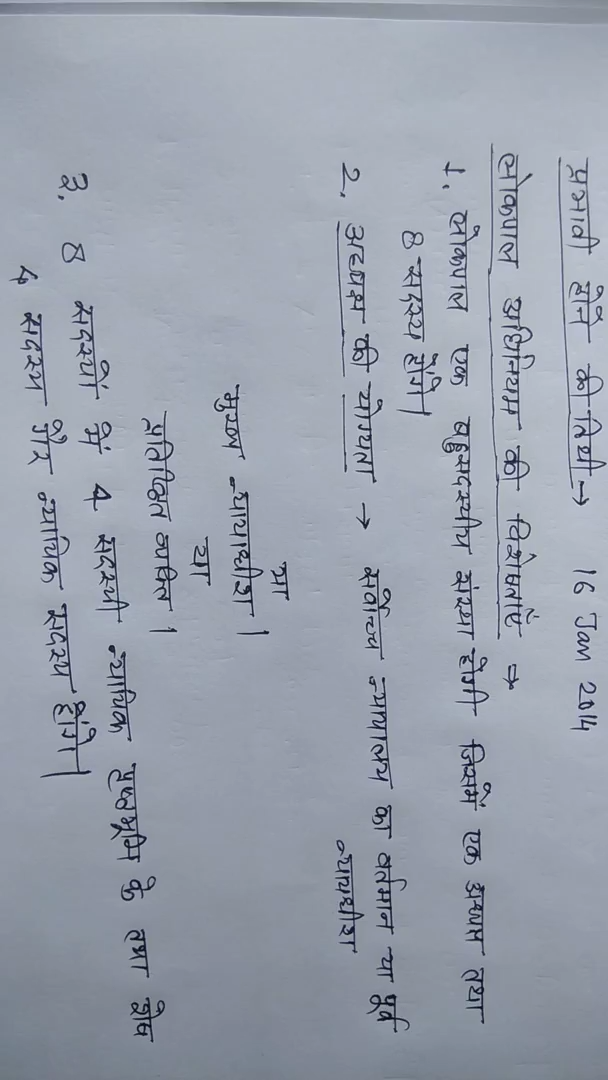 प्रभावी होने की तिथी → 16 Jan 2014
लोकपाल अधिनियम की विशेषताएँ ⇒
1. लोकपाल एक बहुसदस्यीय संस्था होगी जिसमें एक अध्यक्ष तथा
8 सदस्य होंगे।
2. अध्यक्ष की योग्यता → सर्वोच्च न्यायालय का वर्तमान या पूर्व
न्यायधीश
या
मुख्य न्यायाधीश।
या
प्रतिष्ठित व्यक्ति।
3. 8 सदस्यों में 4 सदस्यी न्यायिक पृष्ठभूमि के तथा शेष
4 सदस्य गैर न्यायिक सदस्य होंगे।